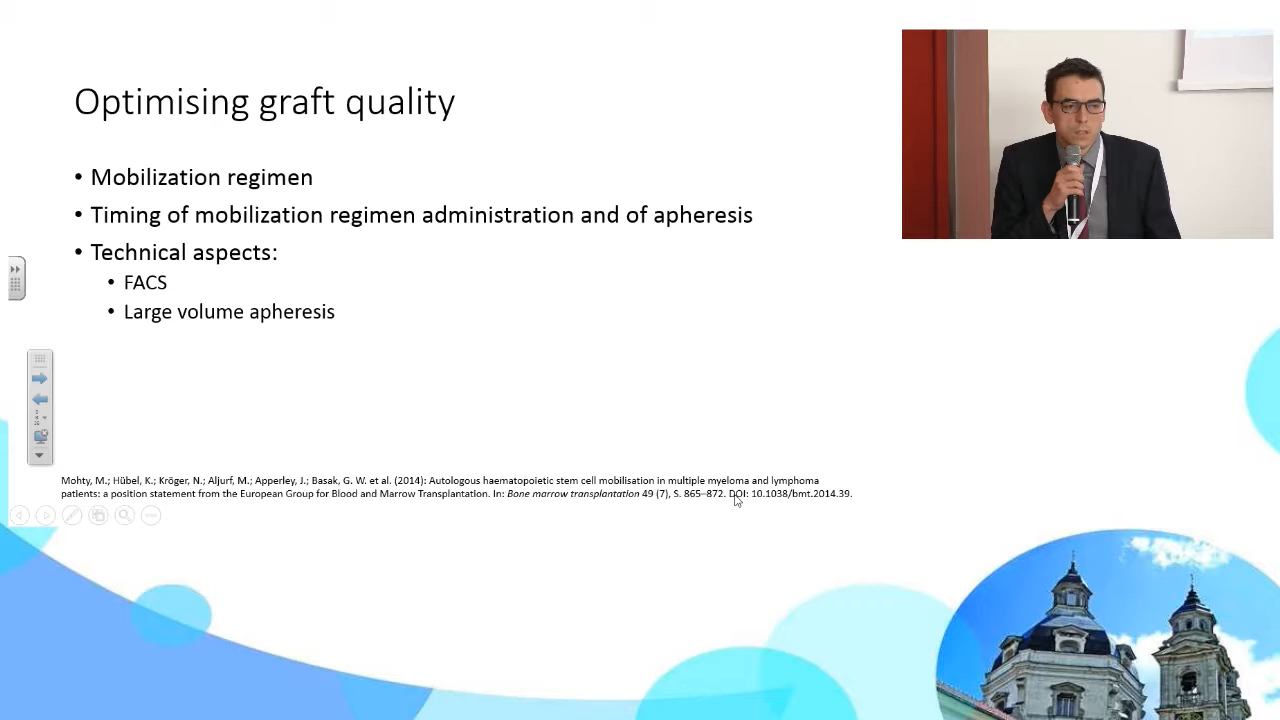 Optimising graft quality
• Mobilization regimen
• Timing of mobilization regimen administration and of apheresis
• Technical aspects:
• FACS
• Large volume apheresis
Mohty, M.; Hübel, K.; Kröger, N.; Aljurf, M.; Apperley, J.; Basak, G. W. et al. (2014): Autologous haematopoietic stem cell mobilisation in multiple myeloma and lymphoma
patients: a position statement from the European Group for Blood and Marrow Transplantation. In: Bone marrow transplantation 49 (7), S. 865–872. DOI: 10.1038/bmt.2014.39.